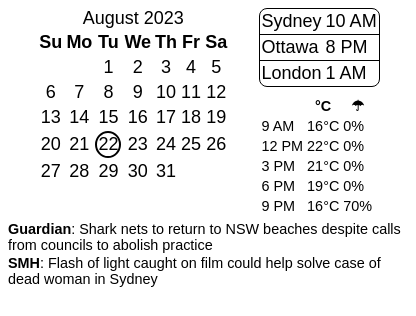 August 2023
Su Mo Tu We Th Fr Sa
1 2 3 4 5
6 7 8 9 10 11 12
13 14 15 16 17 18 19
20 21 22 23 24 25 26
27 28 29 30 31
Sydney 10 AM
Ottawa 8 PM
London 1 AM
°C ☂
9 AM 16°C 0%
12 PM 22°C 0%
3 PM 21°C 0%
6 PM 19°C 0%
9 PM 16°C 70%
Guardian: Shark nets to return to NSW beaches despite calls
from councils to abolish practice
SMH: Flash of light caught on film could help solve case of
dead woman in Sydney